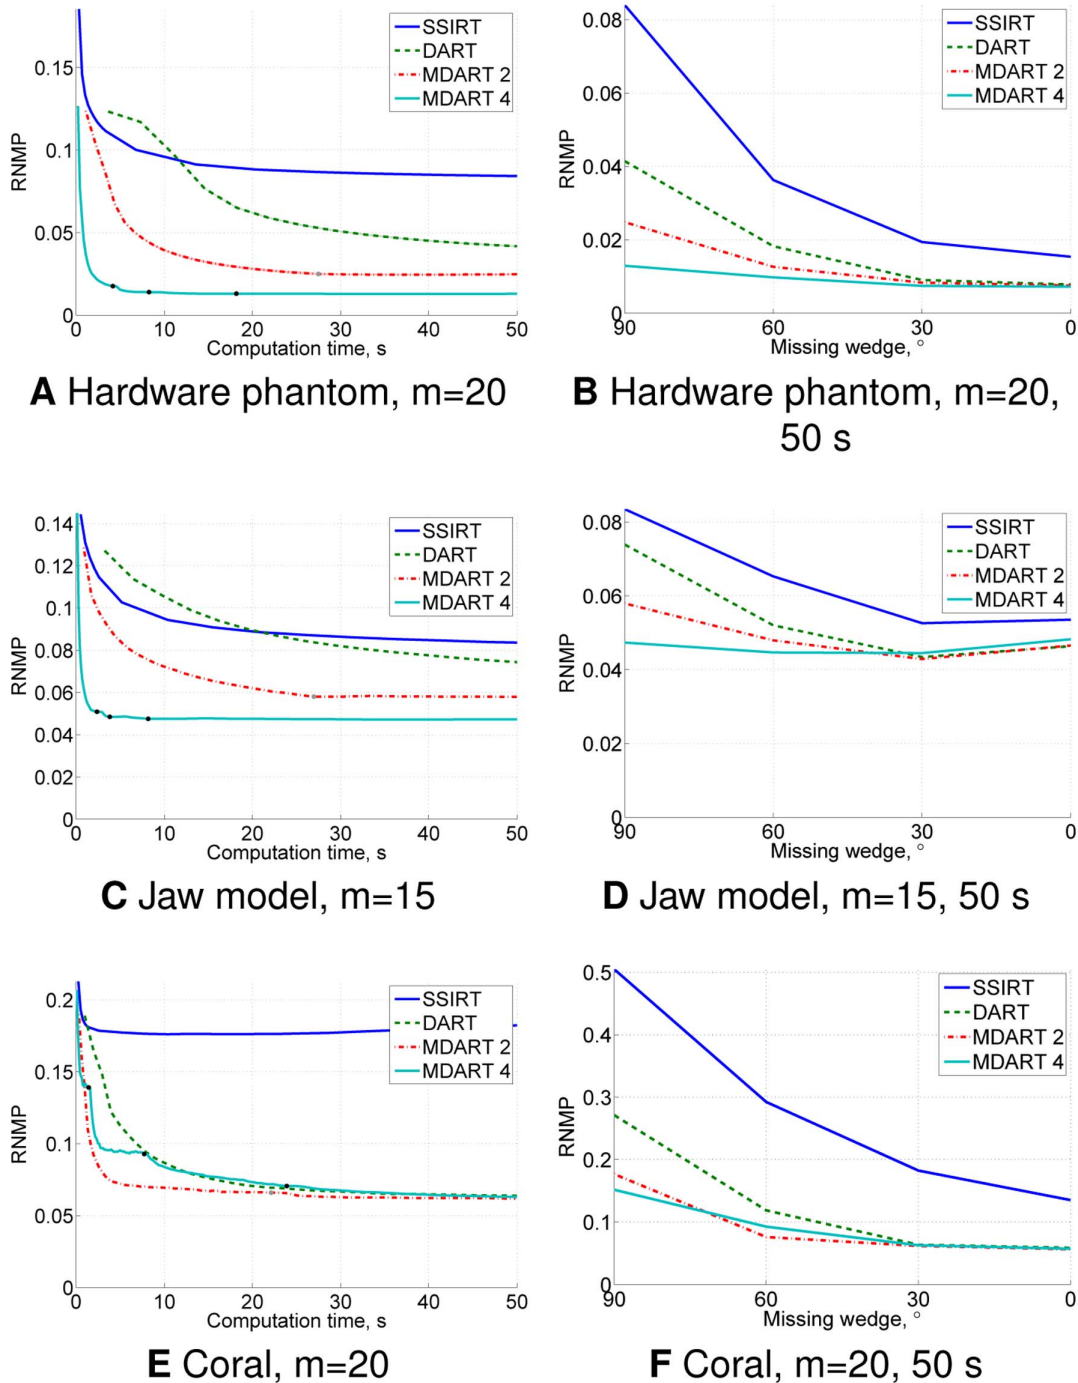 SSIRT
DART
MDART 2
MDART 4
0.15
0.1
0.05
0
RNMP
0 10 20 30 40 50
Computation time, s
A Hardware phantom, m=20
SSIRT
DART
MDART 2
MDART 4
0.08
0.06
0.04
0.02
0
RNMP
90 60 30 0
Missing wedge, °
B Hardware phantom, m=20,
50 s
SSIRT
DART
MDART 2
MDART 4
0.14
0.12
0.1
0.08
0.06
0.04
0.02
0
RNMP
0 10 20 30 40 50
Computation time, s
C Jaw model, m=15
SSIRT
DART
MDART 2
MDART 4
0.08
0.06
0.04
0.02
0
RNMP
90 60 30 0
Missing wedge, °
D Jaw model, m=15, 50 s
SSIRT
DART
MDART 2
MDART 4
0.2
0.15
0.1
0.05
0
RNMP
0 10 20 30 40 50
Computation time, s
E Coral, m=20
SSIRT
DART
MDART 2
MDART 4
0.5
0.4
0.3
0.2
0.1
0
RNMP
90 60 30 0
Missing wedge, °
F Coral, m=20, 50 s